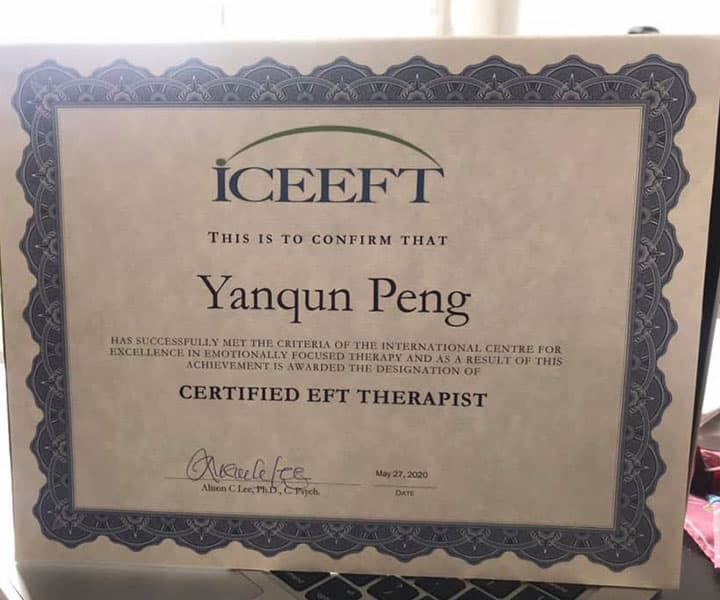 iCEEFT
THIS IS TO CONFIRM THAT
Yanqun Peng
HAS SUCCESSFULLY MET THE CRITERIA OF THE INTERNATIONAL CENTRE FOR
EXCELLENCE IN EMOTIONALLY FOCUSED THERAPY AND AS A RESULT OF THIS
ACHIEVEMENT IS AWARDED THE DESIGNATION OF
CERTIFIED EFT THERAPIST
Alison C Lee, Ph.D., C. Psych.
May 27, 2020
DATE